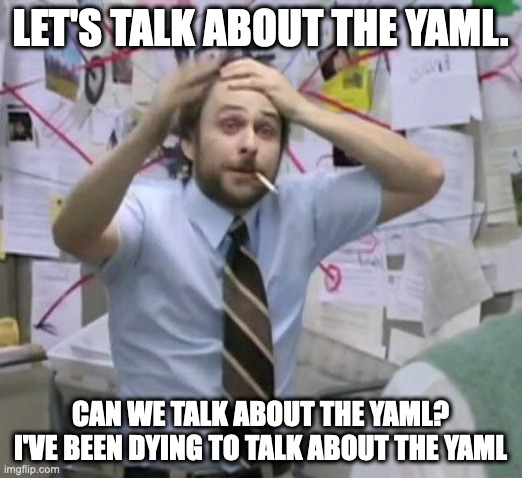 LET'S TALK ABOUT THE YAML.
CAN WE TALK ABOUT THE YAML?
I'VE BEEN DYING TO TALK ABOUT THE YAML
imgflip.com